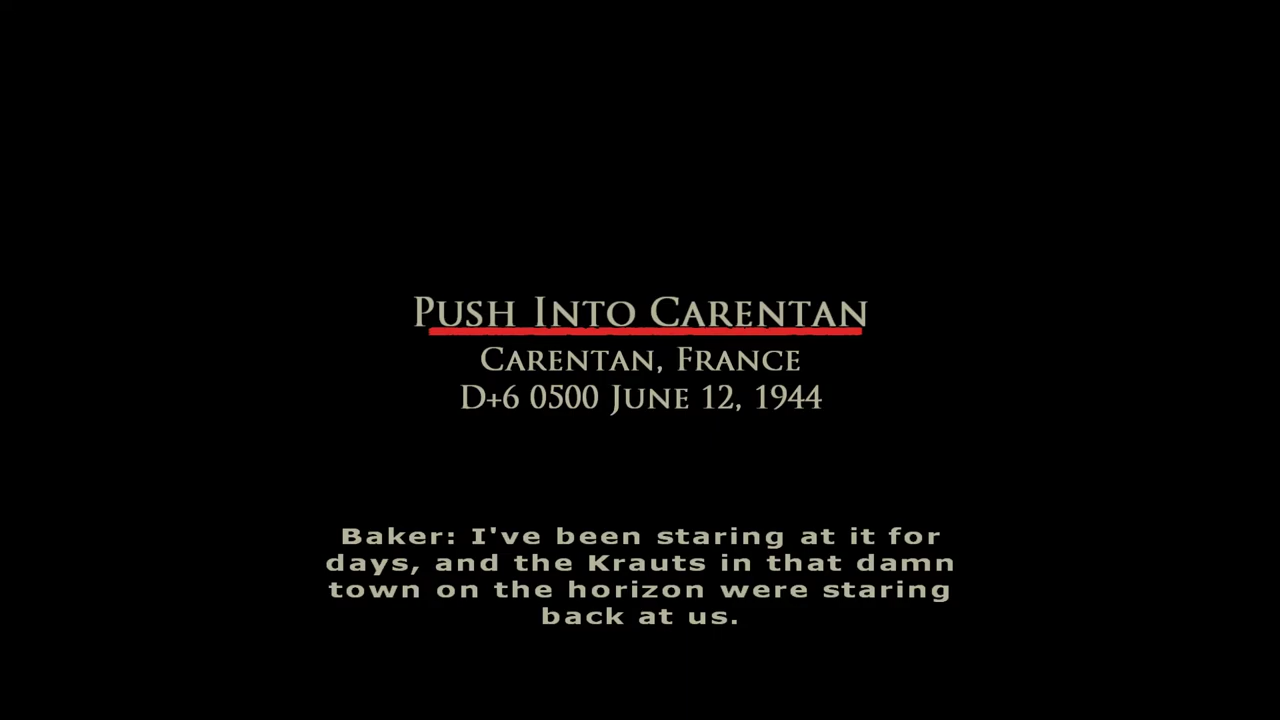 Push Into Carentan
Carentan, France
D+6 0500 June 12, 1944
Baker: I've been staring at it for
days, and the Krauts in that damn
town on the horizon were staring
back at us.